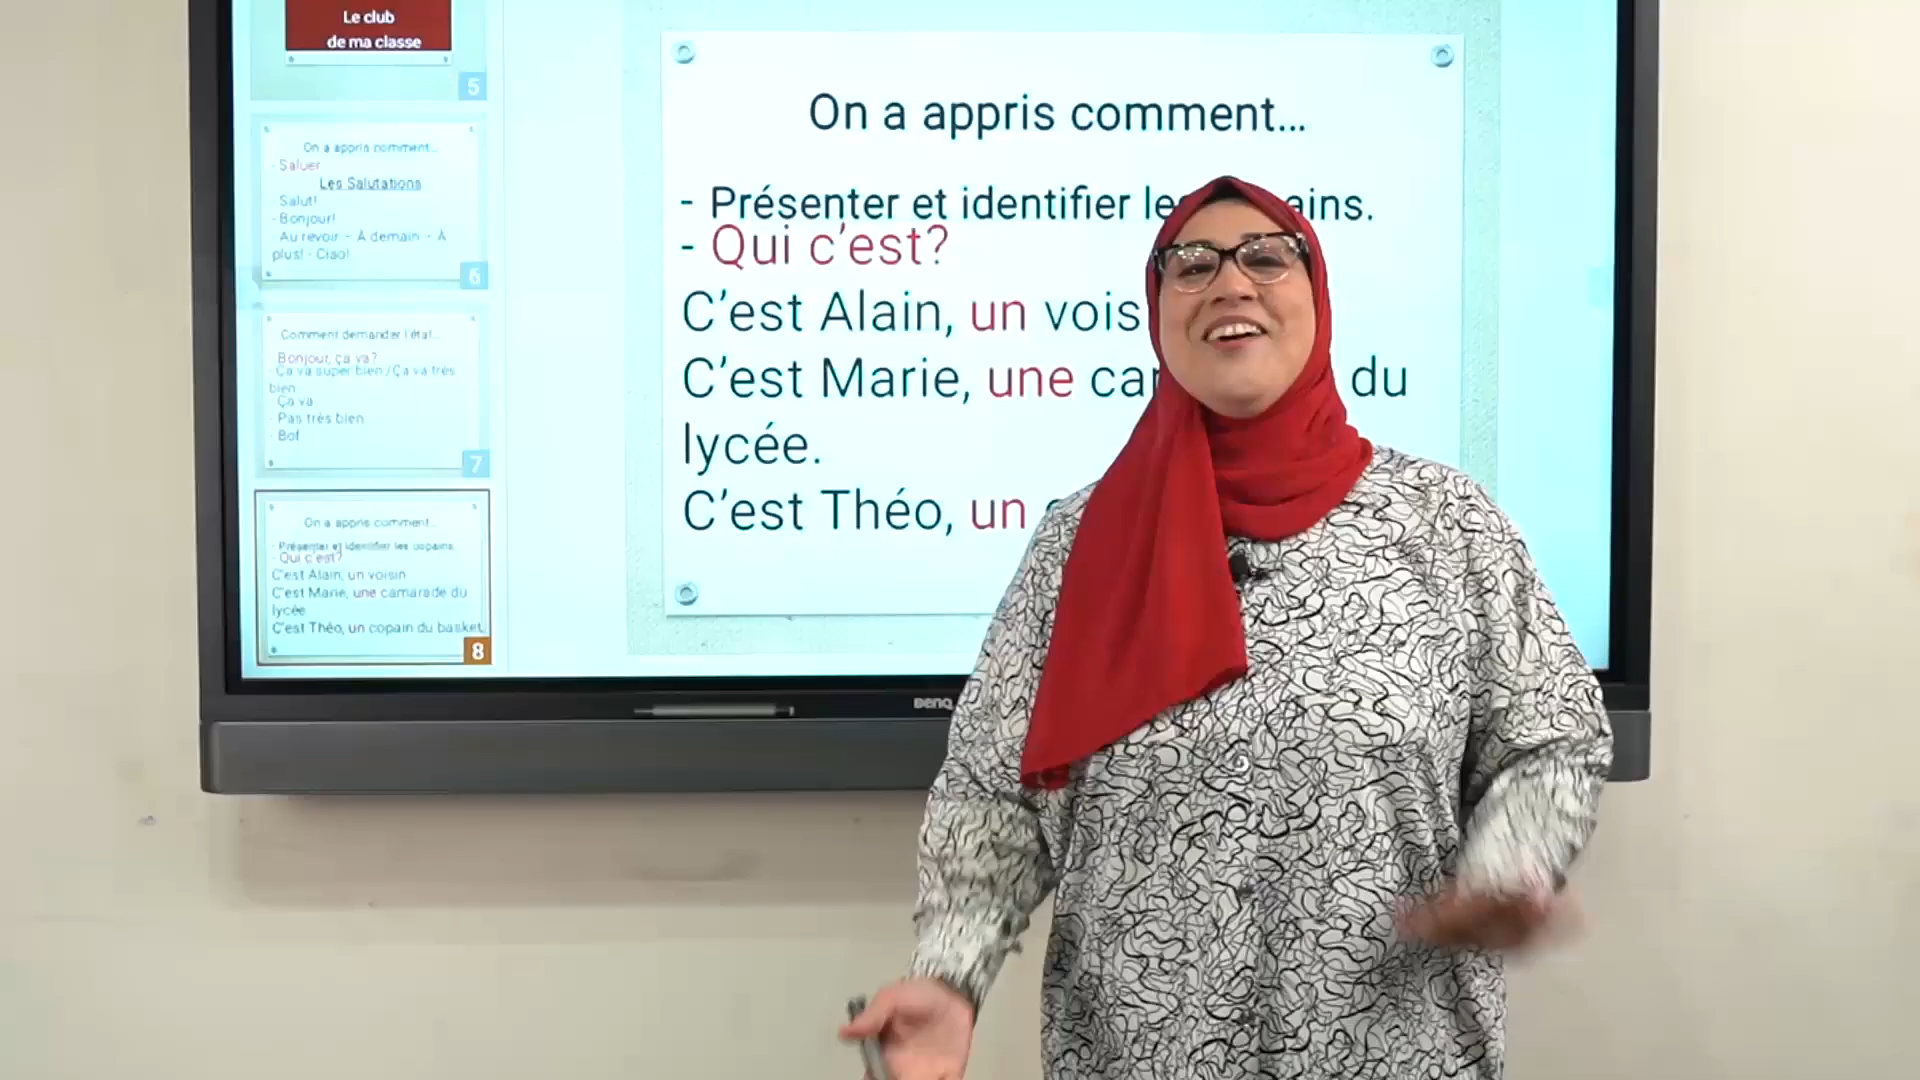 Le club
de ma classe
5
On a appris comment...
- Saluer
Les Salutations
- Salut!
- Bonjour!
- Au revoir - À demain - À
plus! - Ciao!
6
Comment demander l'état...
Bonjour, ça va?
- Ça va super bien / Ça va très
bien
Ça va
- Pas très bien
- Bof
7
On a appris comment...
- Présenter et identifier les copains.
- Qui c'est?
C'est Alain, un voisin
C'est Marie, une camarade du
lycée
C'est Théo, un copain du basket
8
On a appris comment...
- Présenter et identifier ains.
- Qui c'est?
C'est Alain, un vois
C'est Marie, une du
lycée.
C'est Théo, un
BenQ